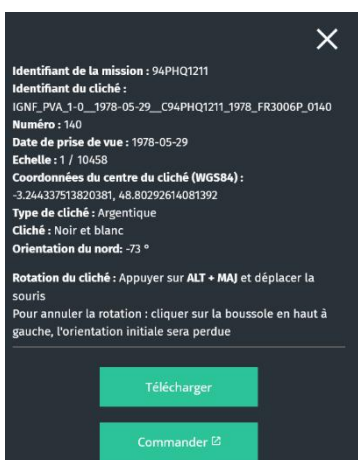 Identifiant de la mission : 94PHQ1211
Identifiant du cliché :
IGNF_PVA_1-0__1978-05-29__C94PHQ1211_1978_FR3006P_0140
Numéro : 140
Date de prise de vue : 1978-05-29
Echelle : 1 / 10458
Coordonnées du centre du cliché (WGS84) :
-3.244337513820381, 48.80292614081392
Type de cliché : Argentique
Cliché : Noir et blanc
Orientation du nord: -73 °
Rotation du cliché : Appuyer sur ALT + MAJ et déplacer la
souris
Pour annuler la rotation : cliquer sur la boussole en haut à
gauche, l'orientation initiale sera perdue
Télécharger
Commander